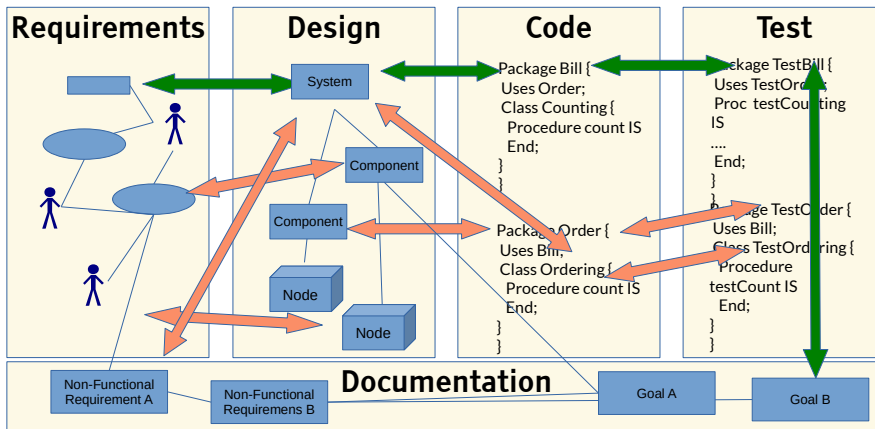 Requirements
Design
Code
Test
System
Component
Component
Node
Node
Package Bill {
Uses Order;
Class Counting {
Procedure count IS
End;
}
}
Package Order {
Uses Bill;
Class Ordering {
Procedure count IS
End;
}
}
Package TestBill {
Uses TestOrder;
Proc testCounting
IS
....
End;
}
}
Package TestOrder {
Uses Bill;
Class TestOrdering {
Procedure
testCount IS
End;
}
}
Documentation
Non-Functional
Requirement A
Non-Functional
Requiremens B
Goal A
Goal B